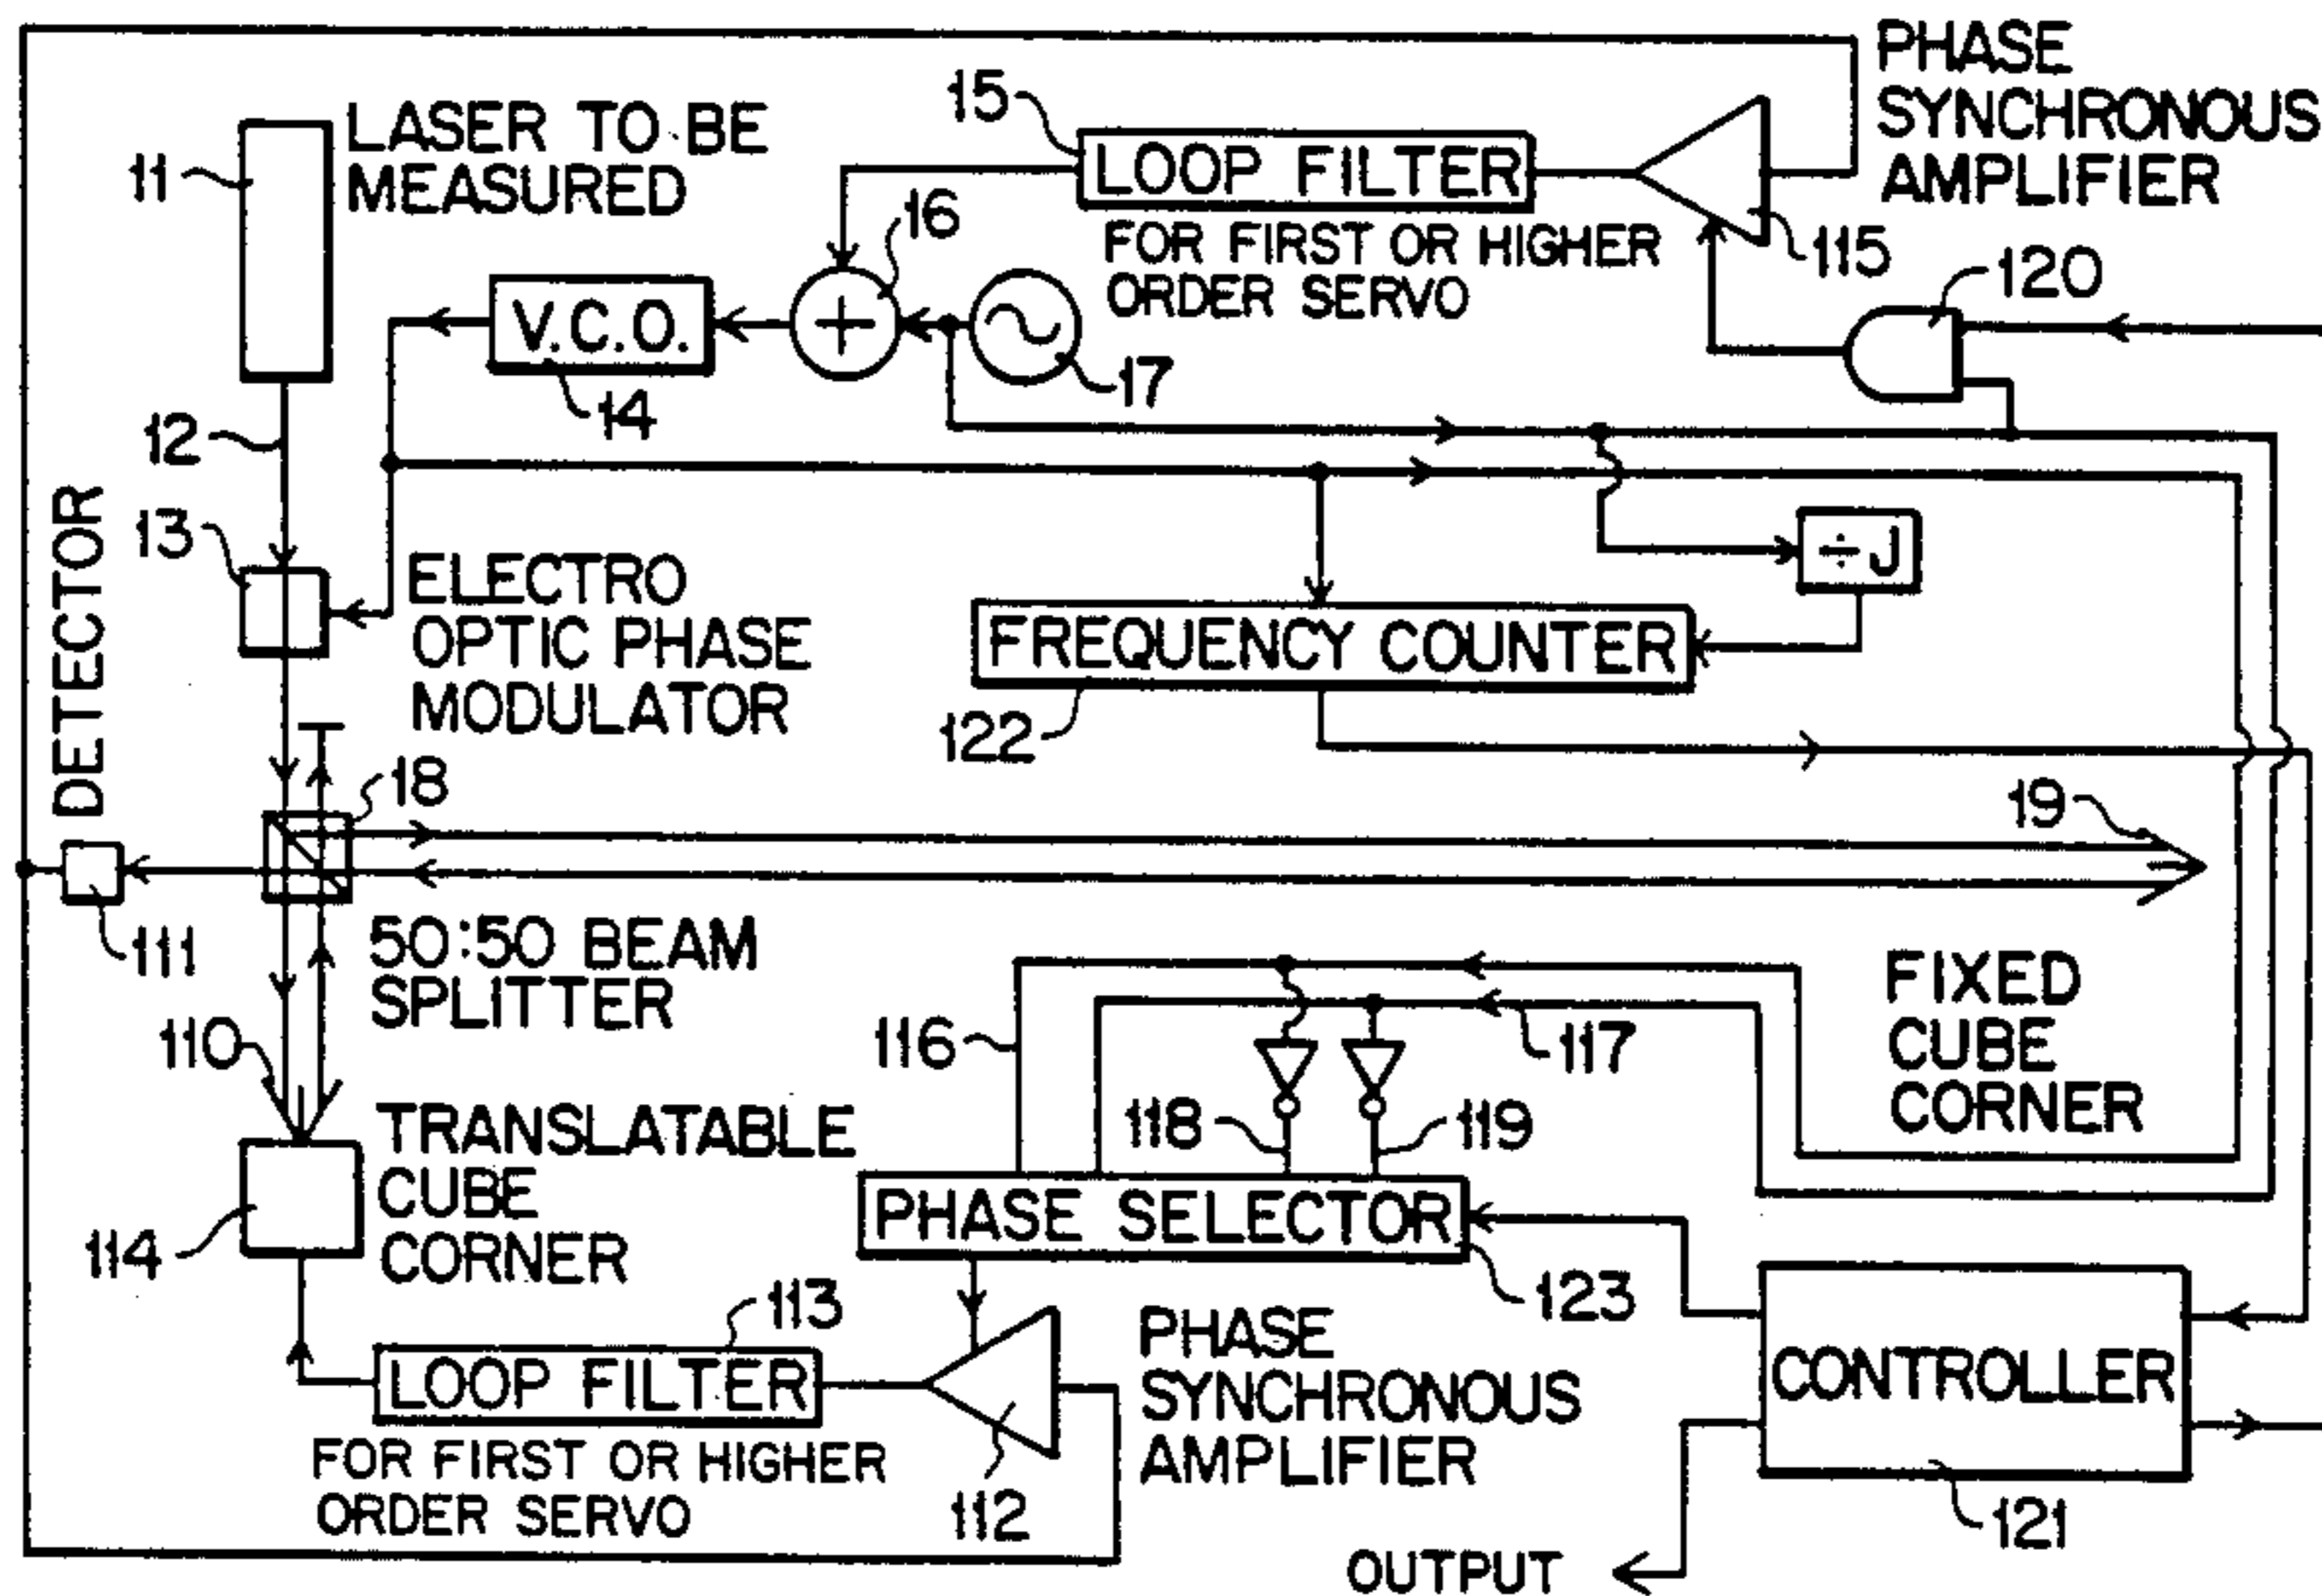 PHASE
SYNCHRONOUS
AMPLIFIER
15
LASER TO BE
MEASURED
11
LOOP FILTER
16
FOR FIRST OR HIGHER
ORDER SERVO
115
120
V.C.O.
+
17
14
12
DETECTOR
13
÷J
ELECTRO
OPTIC PHASE
MODULATOR
FREQUENCY COUNTER
122
18
19
111
50:50 BEAM
SPLITTER
FIXED
CUBE
CORNER
116
117
110
118
119
TRANSLATABLE
CUBE
CORNER
PHASE SELECTOR
114
123
113
PHASE
SYNCHRONOUS
AMPLIFIER
LOOP FILTER
CONTROLLER
FOR FIRST OR HIGHER
ORDER SERVO
112
121
OUTPUT